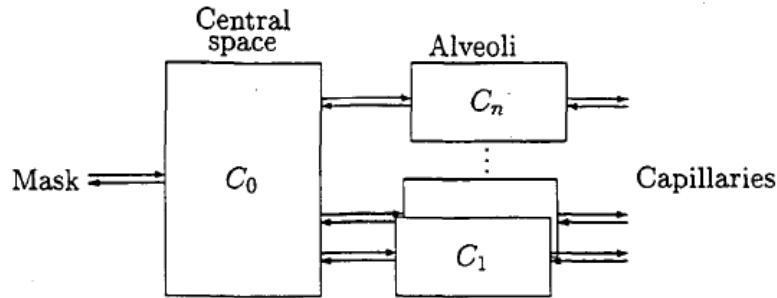 Central
space
Alveoli
Cn
⋮
Mask
C0
Capillaries
C1